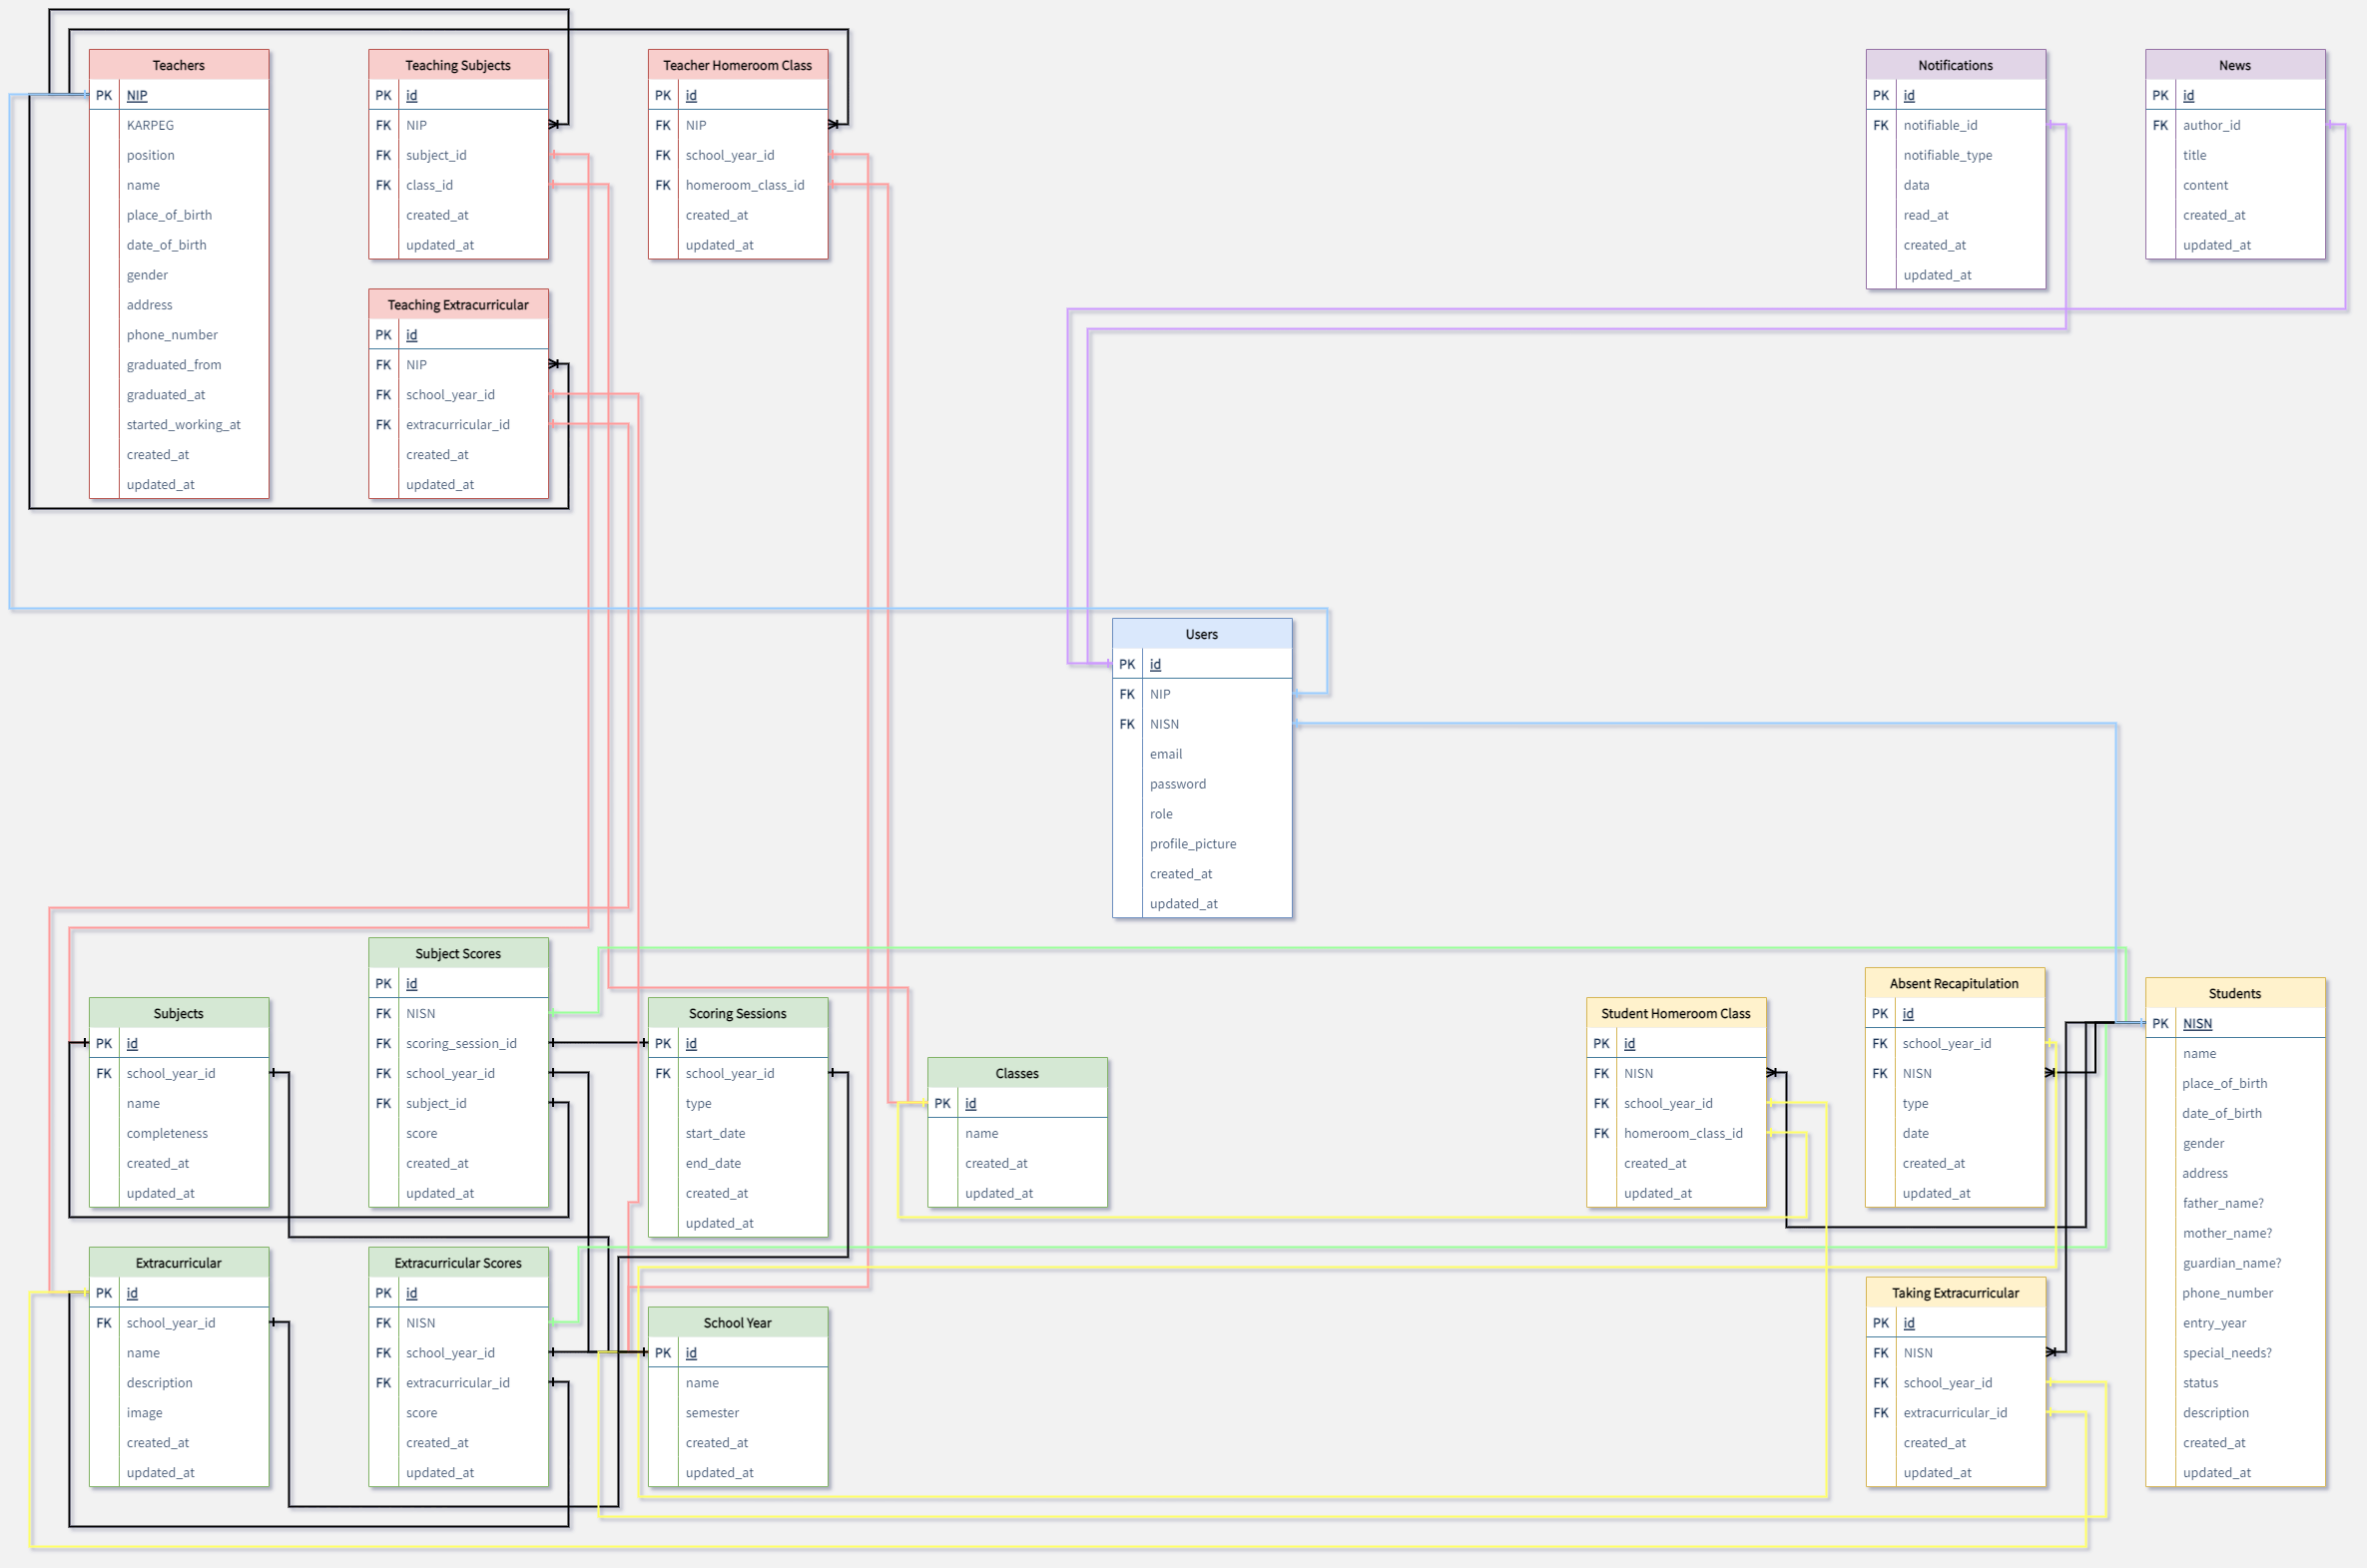 Teachers
PK NIP
KARPEG
position
name
place_of_birth
date_of_birth
gender
address
phone_number
graduated_from
graduated_at
started_working_at
created_at
updated_at
Teaching Subjects
PK id
FK NIP
FK subject_id
FK class_id
created_at
updated_at
Teacher Homeroom Class
PK id
FK NIP
FK school_year_id
FK homeroom_class_id
created_at
updated_at
Teaching Extracurricular
PK id
FK NIP
FK school_year_id
FK extracurricular_id
created_at
updated_at
Notifications
PK id
FK notifiable_id
notifiable_type
data
read_at
created_at
updated_at
News
PK id
FK author_id
title
content
created_at
updated_at
Users
PK id
FK NIP
FK NISN
email
password
role
profile_picture
created_at
updated_at
Subjects
PK id
FK school_year_id
name
completeness
created_at
updated_at
Subject Scores
PK id
FK NISN
FK scoring_session_id
FK school_year_id
FK subject_id
score
created_at
updated_at
Scoring Sessions
PK id
FK school_year_id
type
start_date
end_date
created_at
updated_at
Classes
PK id
name
created_at
updated_at
Student Homeroom Class
PK id
FK NISN
FK school_year_id
FK homeroom_class_id
created_at
updated_at
Absent Recapitulation
PK id
FK school_year_id
FK NISN
type
date
created_at
updated_at
Students
PK NISN
name
place_of_birth
date_of_birth
gender
address
father_name?
mother_name?
guardian_name?
phone_number
entry_year
special_needs?
status
description
created_at
updated_at
Extracurricular
PK id
FK school_year_id
name
description
image
created_at
updated_at
Extracurricular Scores
PK id
FK NISN
FK school_year_id
FK extracurricular_id
score
created_at
updated_at
School Year
PK id
name
semester
created_at
updated_at
Taking Extracurricular
PK id
FK NISN
FK school_year_id
FK extracurricular_id
created_at
updated_at